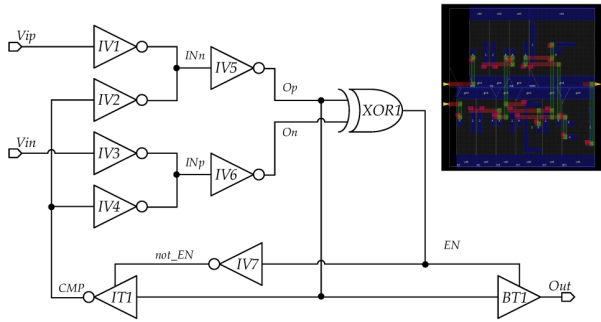 Vip
IV1
INn
IV5
Op
IV2
XOR1
On
Vin
IV3
INp
IV6
IV4
not_EN
EN
IV7
CMP
IT1
BT1
Out